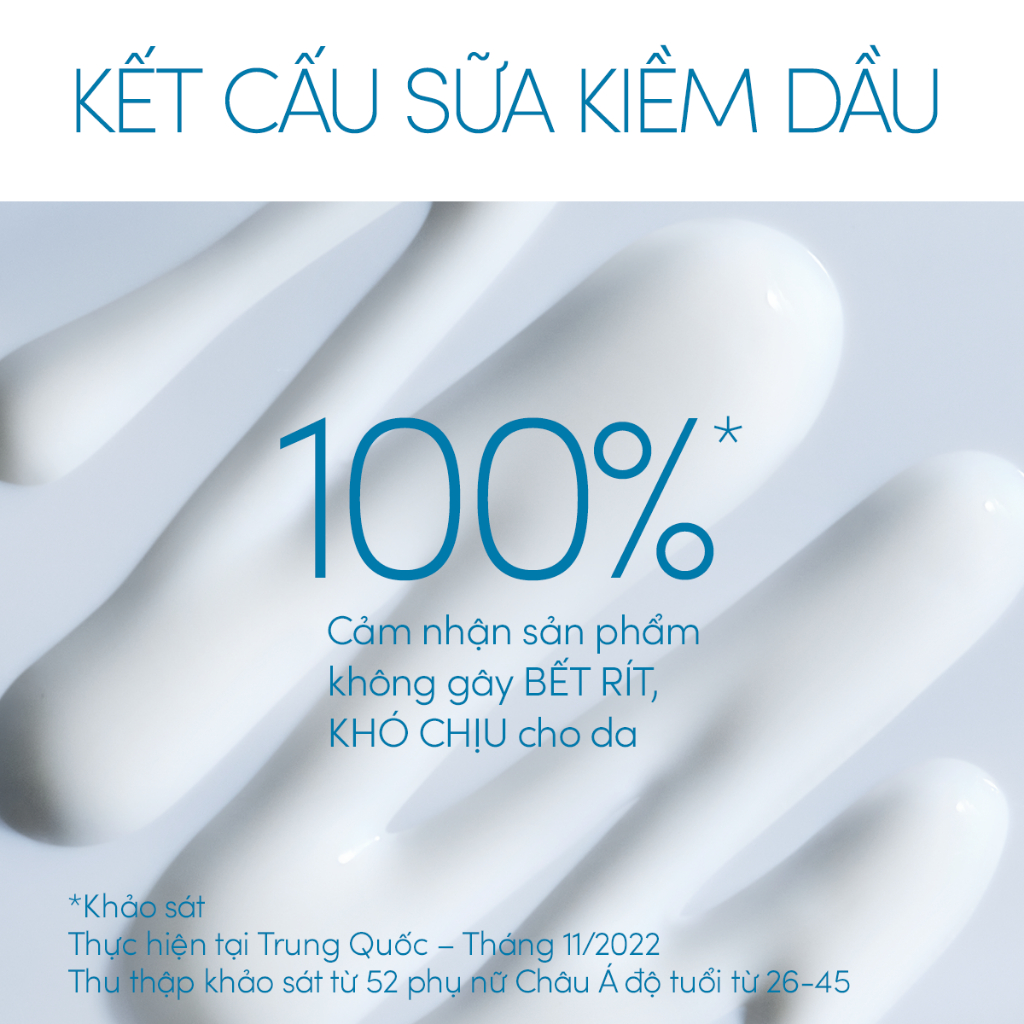 KẾT CẤU SỮA KIỀM DẦU
100%*
Cảm nhận sản phẩm
không gây BẾT RÍT,
KHÓ CHỊU cho da
*Khảo sát
Thực hiện tại Trung Quốc – Tháng 11/2022
Thu thập khảo sát từ 52 phụ nữ Châu Á độ tuổi từ 26-45